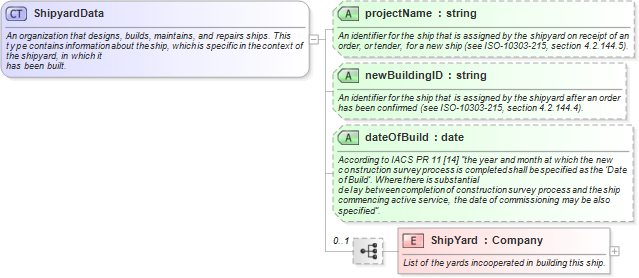 CT ShipyardData
An organization that designs, builds, maintains, and repairs ships. This
type contains information about the ship, which is specific in the context of
the shipyard, in which it
has been built.
A projectName : string
An identifier for the ship that is assigned by the shipyard on receipt of an
order, or tender, for a new ship (see ISO-10303-215, section 4.2.144.5).
A newBuildingID : string
An identifier for the ship that is assigned by the shipyard after an order
has been confirmed (see ISO-10303-215, section 4.2.144.4).
A dateOfBuild : date
According to IACS PR 11 [14] "the year and month at which the new
construction survey process is completed shall be specified as the 'Date
of Build'. Where there is substantial
delay between completion of construction survey process and the ship
commencing active service, the date of commissioning may be also
specified".
0..1
E ShipYard : Company
List of the yards incooperated in building this ship.